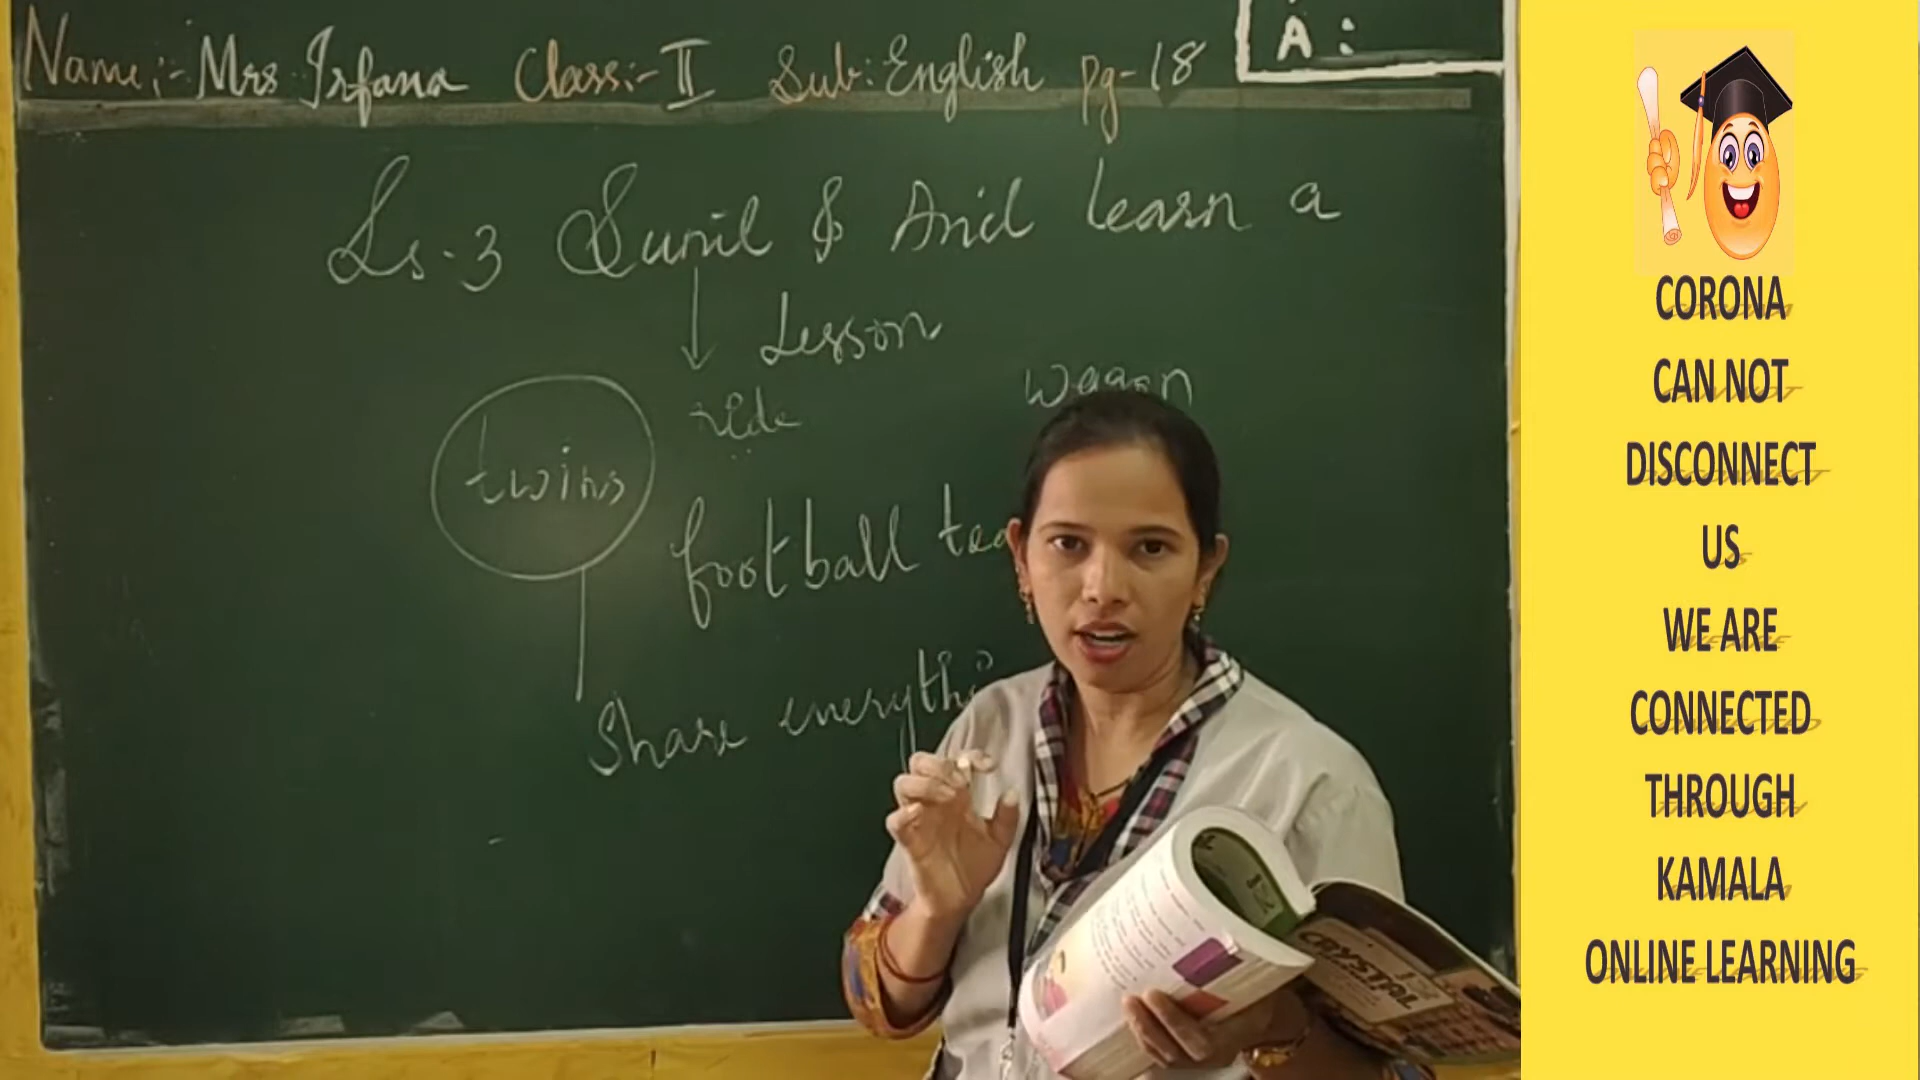 Name:- Mrs Irfana Class:- II Sub: English pg-18
A:
Ls.3 Sunil & Anil learn a
Lesson
ride
wagon
twins
football tea
Share everythi
CRYSTAL
CORONA
CAN NOT
DISCONNECT
US
WE ARE
CONNECTED
THROUGH
KAMALA
ONLINE LEARNING